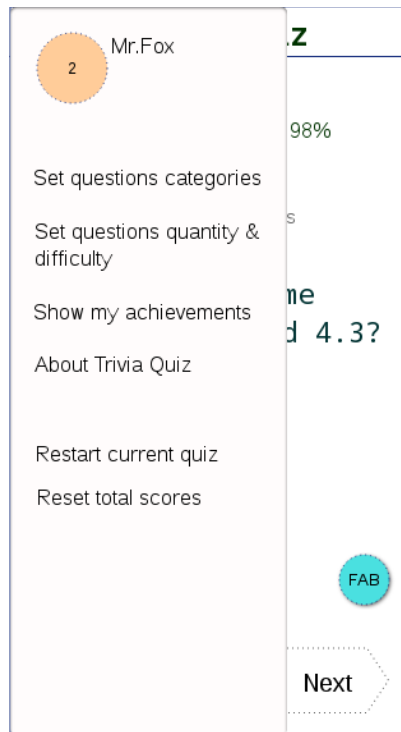 Mr.Fox
2
.z
98%
Set questions categories
s
Set questions quantity &
difficulty
me
Show my achievements
d 4.3?
About Trivia Quiz
Restart current quiz
Reset total scores
FAB
Next